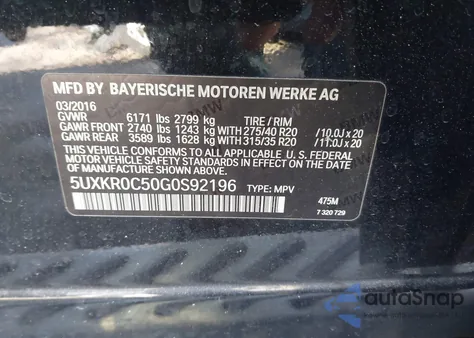 MFD BY BAYERISCHE MOTOREN WERKE AG
03/2016 TIRE / RIM
GVWR 6171 lbs 2799 kg
GAWR FRONT 2740 lbs 1243 kg WITH 275/40 R20 /10.0J x 20
GAWR REAR 3589 lbs 1628 kg WITH 315/35 R20 /11.0J x 20
THIS VEHICLE CONFORMS TO ALL APPLICABLE
FEDERAL MOTOR VEHICLE SAFETY STANDARDS
IN EFFECT ON THE DATE OF MANUFACTURE
SHOWN ABOVE.
5UXKR0C50G0S92196 TYPE: MPV
475M
7 320 729
autoSnap